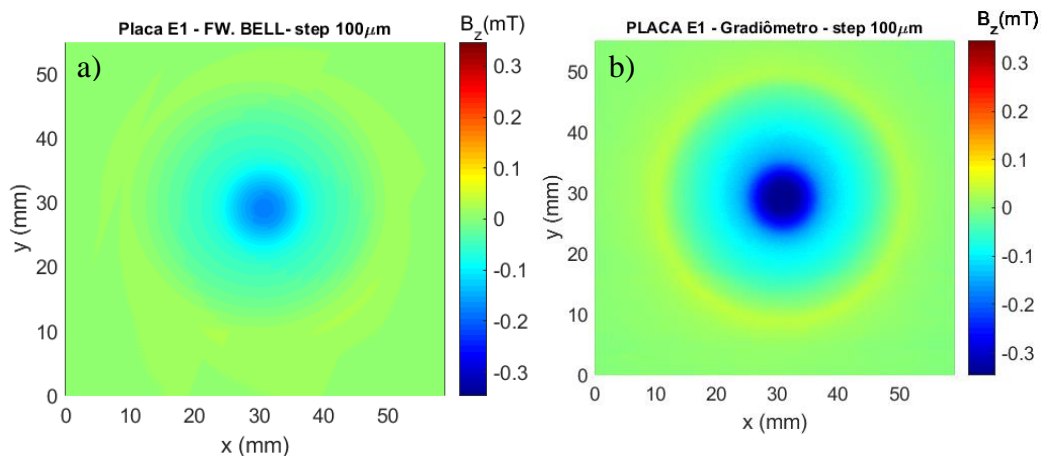 Placa E1 - FW. BELL- step 100μm
B_z(mT)
a)
50
40
30
20
10
0
y (mm)
0 10 20 30 40 50
x (mm)
0.3
0.2
0.1
0
-0.1
-0.2
-0.3
PLACA E1 - Gradiômetro - step 100μm
B_z(mT)
b)
50
40
30
20
10
0
y (mm)
0 10 20 30 40 50
x (mm)
0.3
0.2
0.1
0
-0.1
-0.2
-0.3